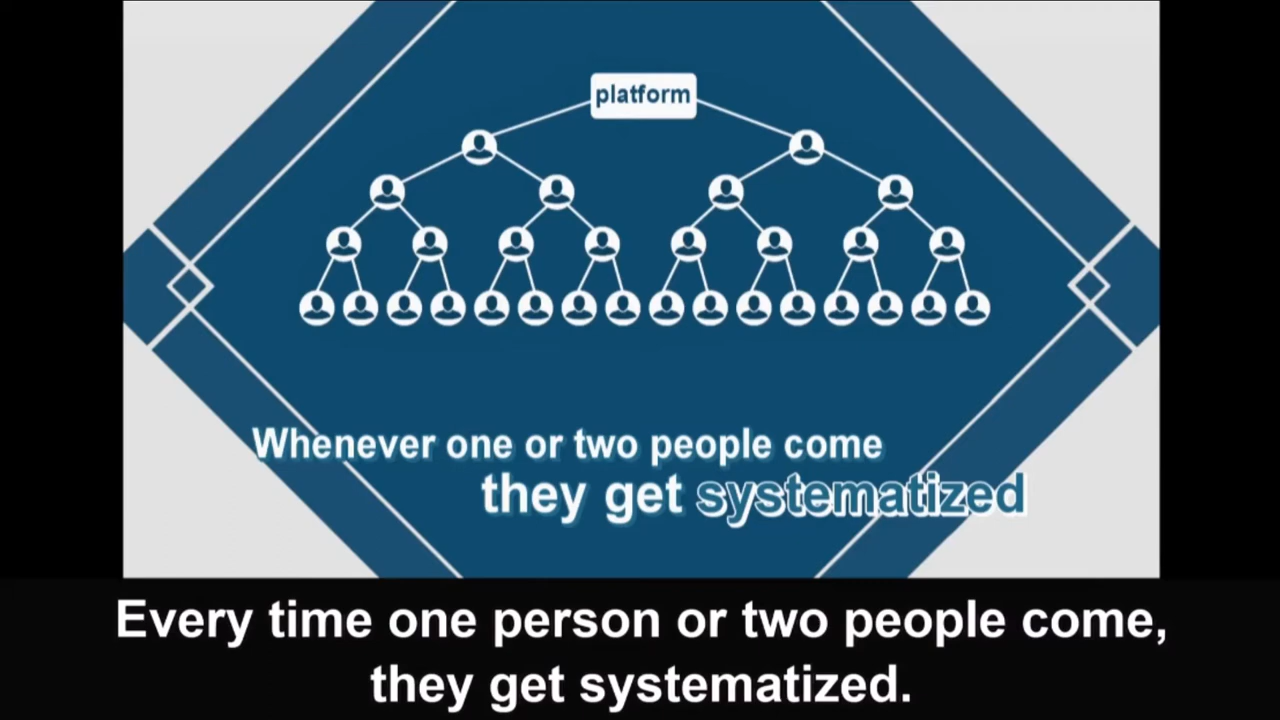 platform
Whenever one or two people come
they get systematized
Every time one person or two people come,
they get systematized.